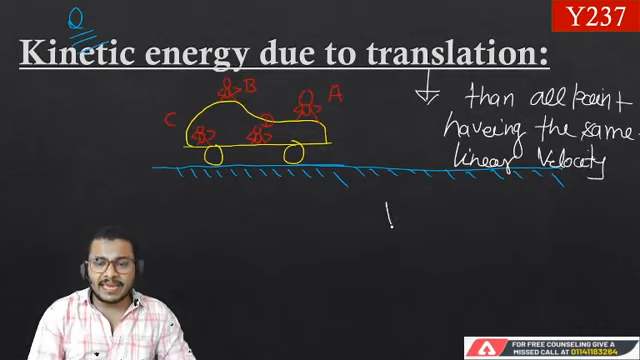 Q
Y237
Kinetic energy due to translation:
B
A
C
D
than all point
haveing the same
linear velocity
FOR FREE COUNSELING GIVE A
MISSED CALL AT 01141183264